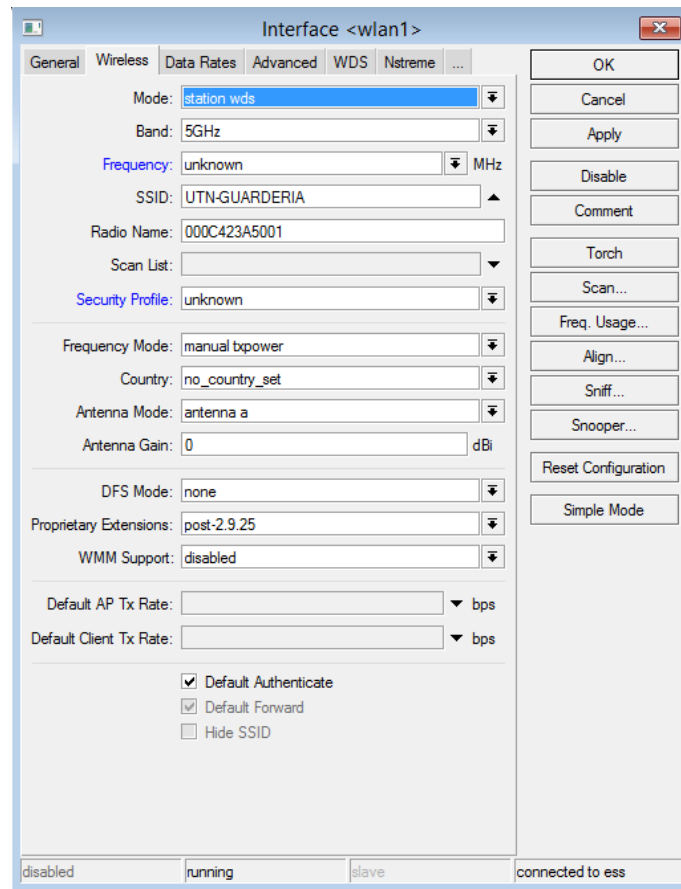 Interface <wlan1>
General Wireless Data Rates Advanced WDS Nstreme ...
Mode: station wds
Band: 5GHz
Frequency: unknown MHz
SSID: UTN-GUARDERIA
Radio Name: 000C423A5001
Scan List:
Security Profile: unknown
Frequency Mode: manual txpower
Country: no_country_set
Antenna Mode: antenna a
Antenna Gain: 0 dBi
DFS Mode: none
Proprietary Extensions: post-2.9.25
WMM Support: disabled
Default AP Tx Rate: bps
Default Client Tx Rate: bps
Default Authenticate
Default Forward
Hide SSID
OK
Cancel
Apply
Disable
Comment
Torch
Scan...
Freq. Usage...
Align...
Sniff...
Snooper...
Reset Configuration
Simple Mode
disabled running slave connected to ess